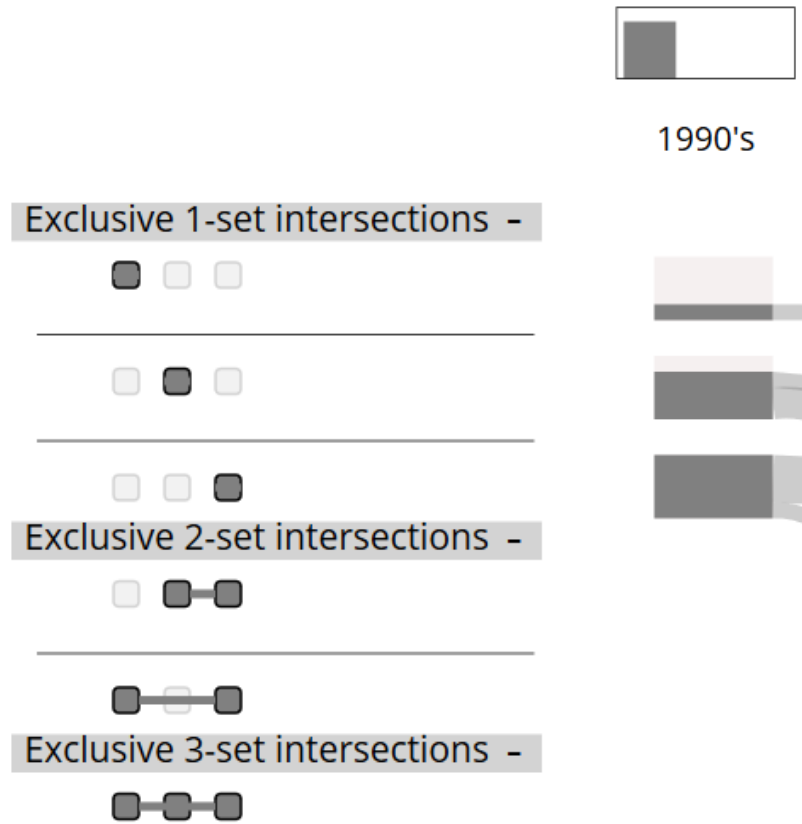 1990's
Exclusive 1-set intersections -
Exclusive 2-set intersections -
Exclusive 3-set intersections -